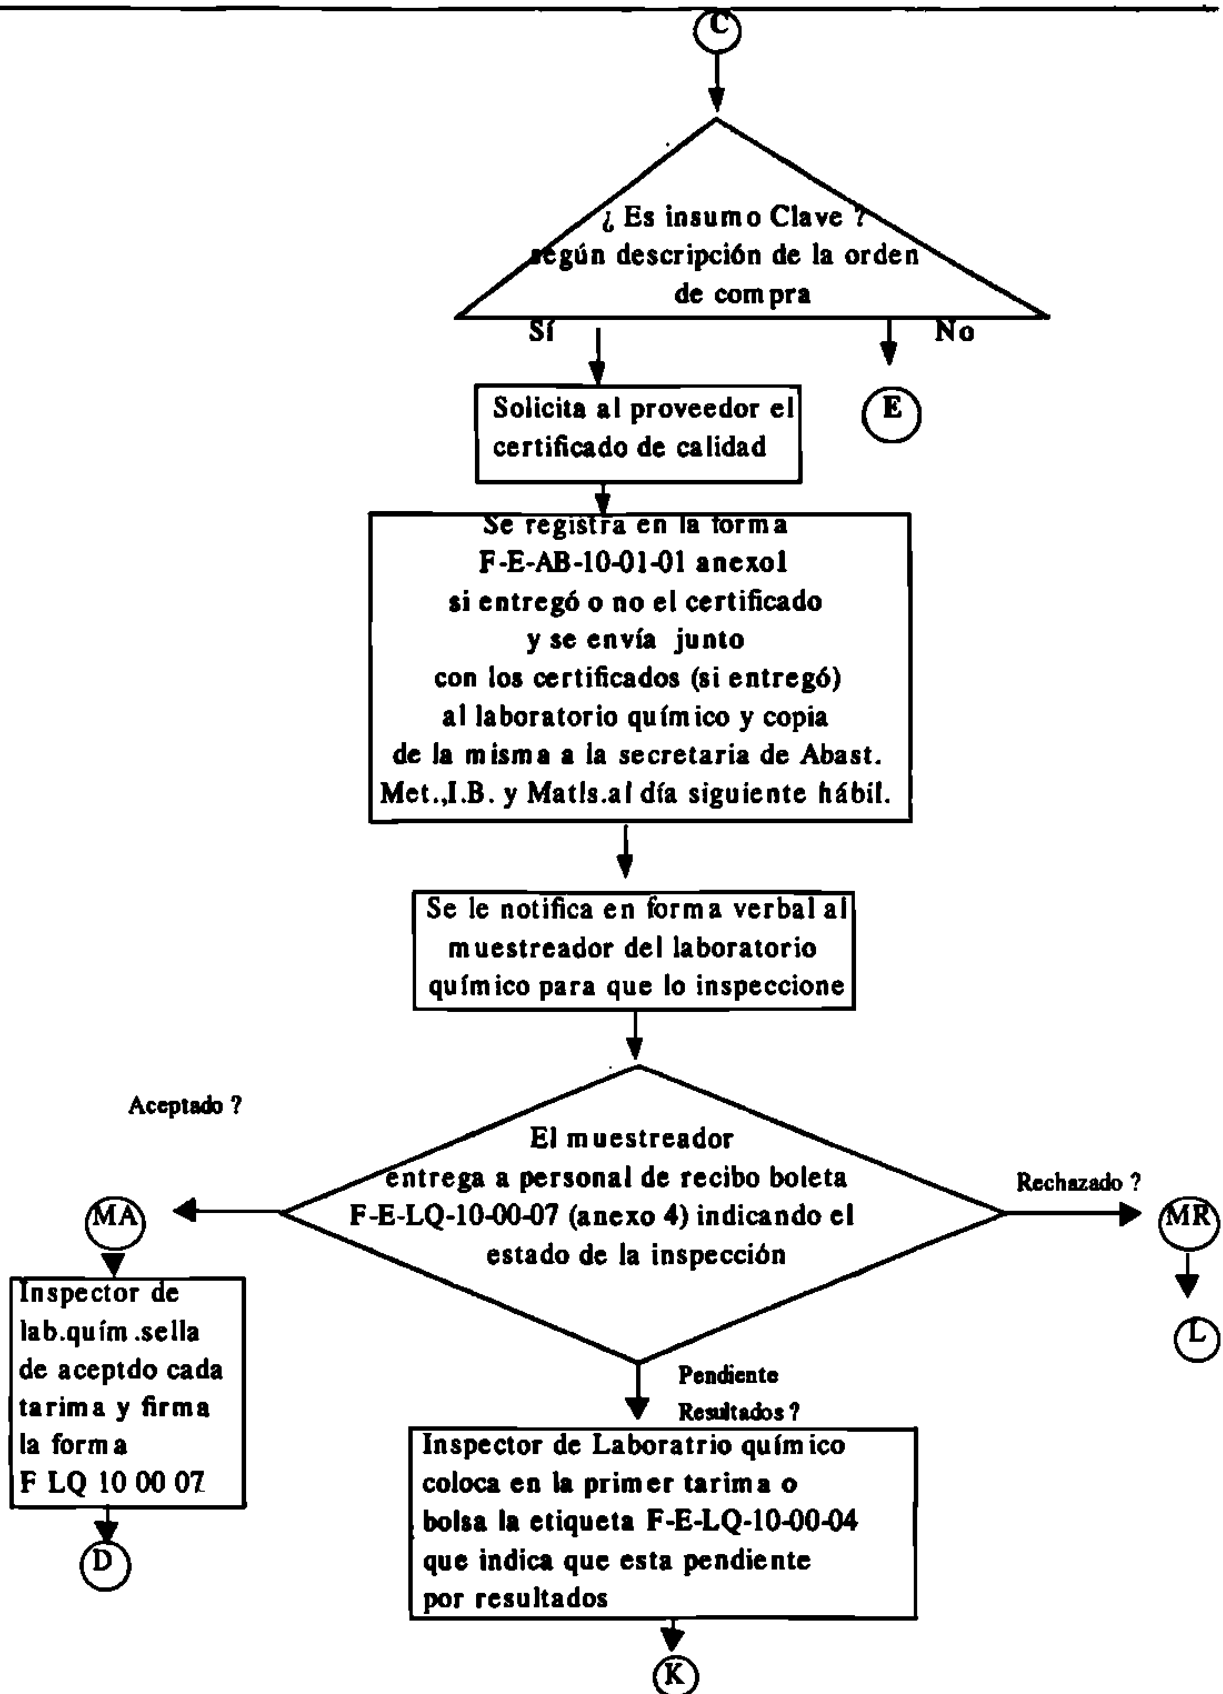 C
¿ Es insumo Clave ?
según descripción de la orden
de compra
Sí
No
Solicita al proveedor el
certificado de calidad
E
Se registra en la forma
F-E-AB-10-01-01 anexo1
si entregó o no el certificado
y se envía junto
con los certificados (si entregó)
al laboratorio químico y copia
de la misma a la secretaria de Abast.
Met.,I.B. y Matls.al día siguiente hábil.
Se le notifica en forma verbal al
muestreador del laboratorio
químico para que lo inspeccione
Aceptado ?
El muestreador
entrega a personal de recibo boleta
F-E-LQ-10-00-07 (anexo 4) indicando el
estado de la inspección
Rechazado ?
MA
MR
Inspector de
lab.quím.sella
de aceptdo cada
tarima y firma
la forma
F LQ 10 00 07
L
Pendiente
Resultados ?
Inspector de Laboratrio químico
coloca en la primer tarima o
bolsa la etiqueta F-E-LQ-10-00-04
que indica que esta pendiente
por resultados
D
K